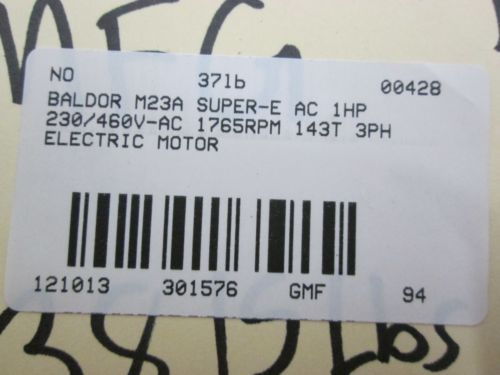 NO 37lb 00428
BALDOR M23A SUPER-E AC 1HP
230/460V-AC 1765RPM 143T 3PH
ELECTRIC MOTOR
121013 301576 GMF 94